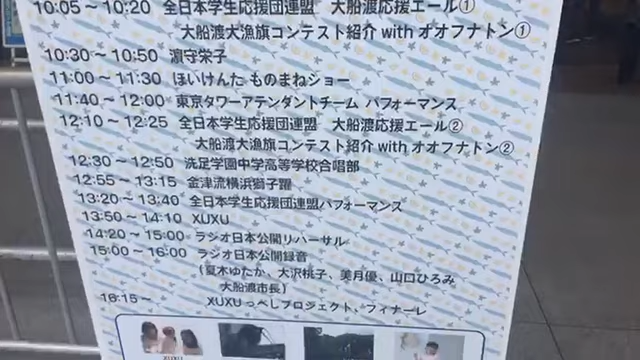 10:05 ～ 10:20 全日本学生応援団連盟 大船渡応援エール①
大船渡大漁旗コンテスト紹介 with オオフナトン①
10:30 ～ 10:50 濵守栄子
11:00 ～ 11:30 ほいけんた ものまねショー
11:40 ～ 12:00 東京タワーアテンダントチーム パフォーマンス
12:10 ～ 12:25 全日本学生応援団連盟 大船渡応援エール②
大船渡大漁旗コンテスト紹介 with オオフナトン②
12:30 ～ 12:50 洗足学園中学高等学校合唱部
12:55 ～ 13:15 金津流横浜獅子躍
13:20 ～ 13:40 全日本学生応援団連盟パフォーマンス
13:50 ～ 14:10 XUXU
14:20 ～ 15:00 ラジオ日本公開リハーサル
15:00 ～ 16:00 ラジオ日本公開録音
（夏木ゆたか、大沢桃子、美月優、山口ひろみ
大船渡市長）
16:15 ～ XUXUっぺしプロジェクト、フィナーレ
XUXU